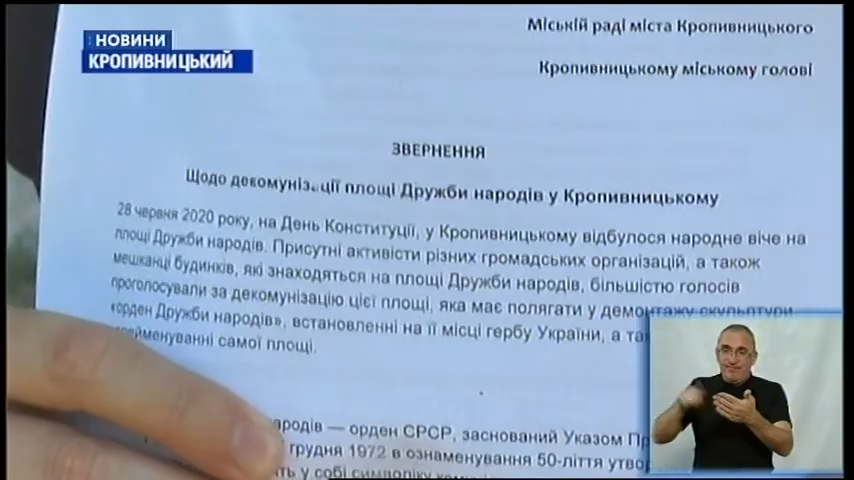 НОВИНИ
КРОПИВНИЦЬКИЙ
Міській раді міста Кропивницького
Кропивницькому міському голові
ЗВЕРНЕННЯ
Щодо декомунізації площі Дружби народів у Кропивницькому
28 червня 2020 року, на День Конституції, у Кропивницькому відбулося народне віче на
площі Дружби народів. Присутні активісти різних громадських організацій, а також
мешканці будинків, які знаходяться на площі Дружби народів, більшістю голосів
проголосували за декомунізацію цієї площі, яка має полягати у демонтажу скульптури
«орден Дружби народів», встановленні на її місці гербу України, а
самої площі.
— орден СРСР, заснований Указом
грудня 1972 в ознаменування 50-ліття
у собі символіку